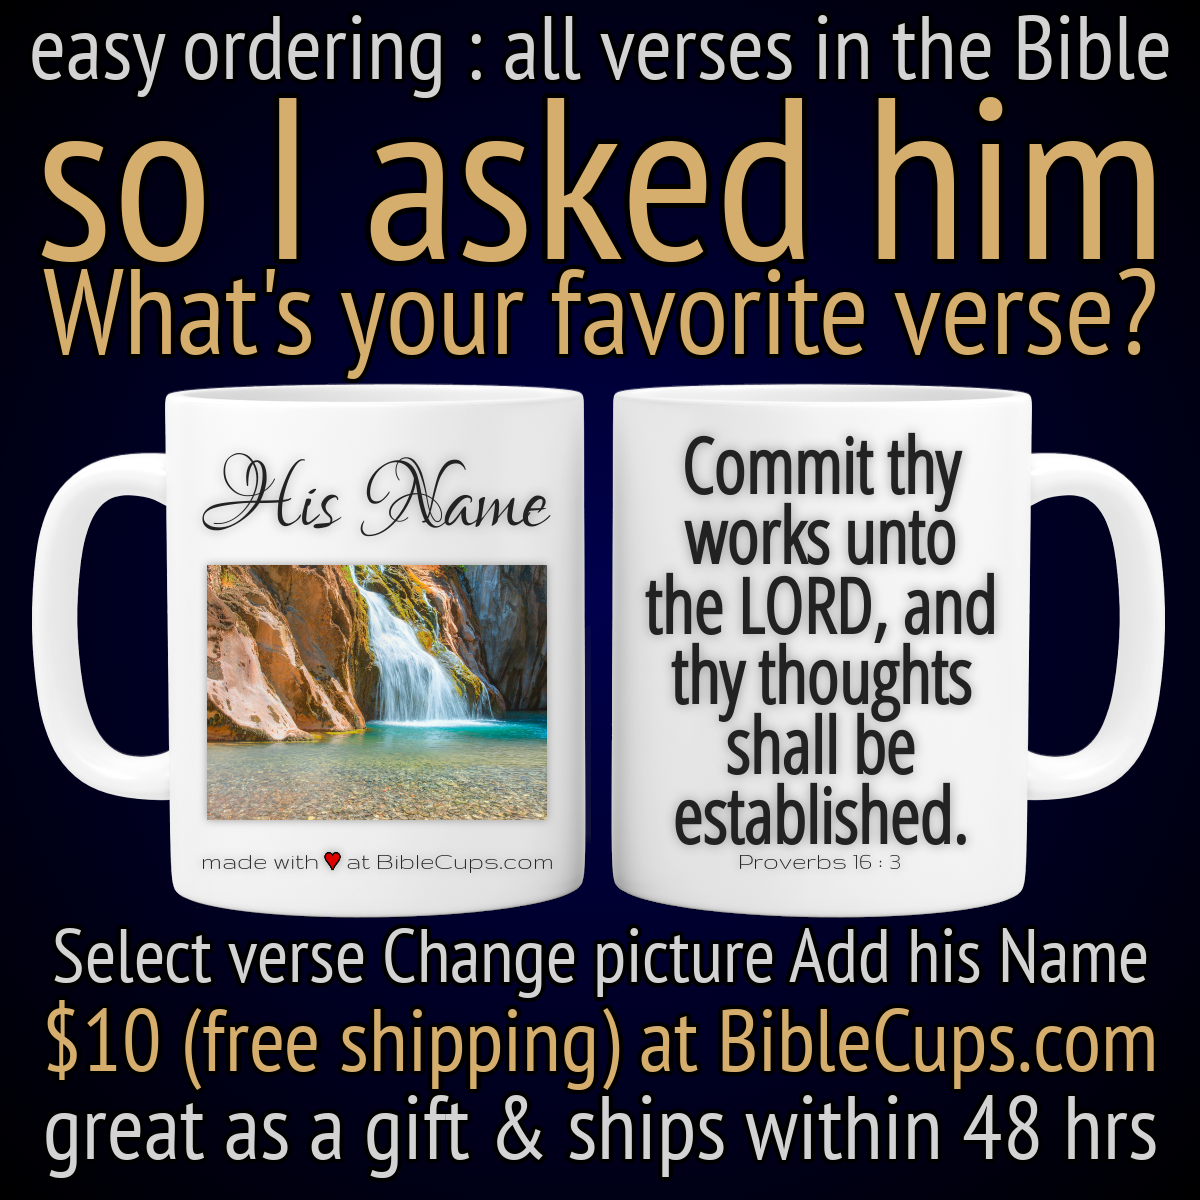 easy ordering : all verses in the Bible
so I asked him
What's your favorite verse?
His Name
made with ♥ at BibleCups.com
Commit thy
works unto
the LORD, and
thy thoughts
shall be
established.
Proverbs 16 : 3
Select verse Change picture Add his Name
$10 (free shipping) at BibleCups.com
great as a gift & ships within 48 hrs